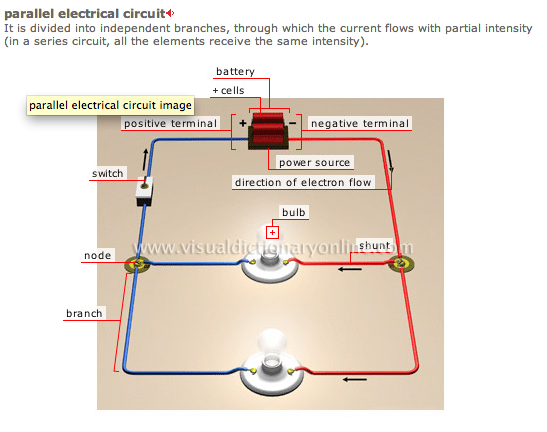 parallel electrical circuit
It is divided into independent branches, through which the current flows with partial intensity
(in a series circuit, all the elements receive the same intensity).
battery
+ cells
parallel electrical circuit image
positive terminal
+
−
negative terminal
power source
switch
direction of electron flow
bulb
+
www.visualdictionaryonline.com
shunt
node
branch